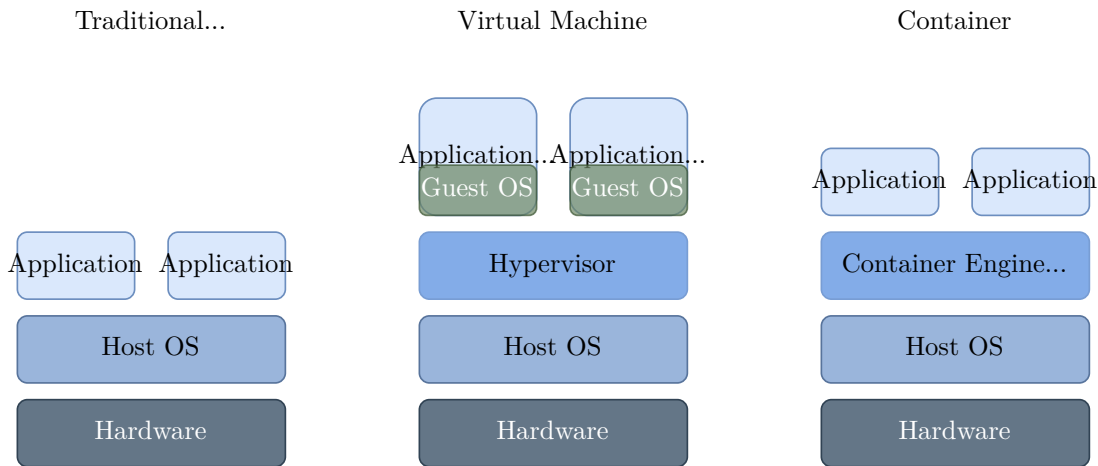 Traditional...
Virtual Machine
Container
Application...
Application...
Guest OS
Guest OS
Application
Application
Application
Application
Hypervisor
Container Engine...
Host OS
Host OS
Host OS
Hardware
Hardware
Hardware